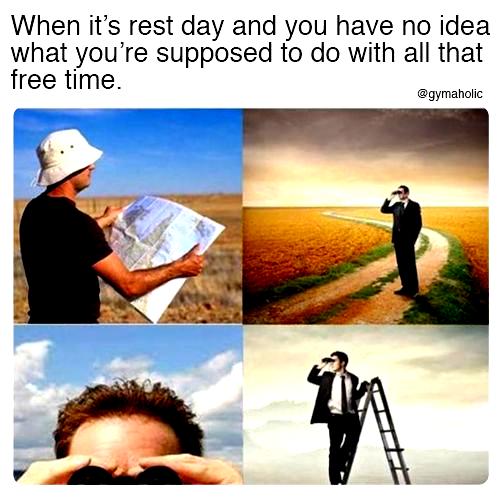 When it’s rest day and you have no idea
what you’re supposed to do with all that
free time.
@gymaholic